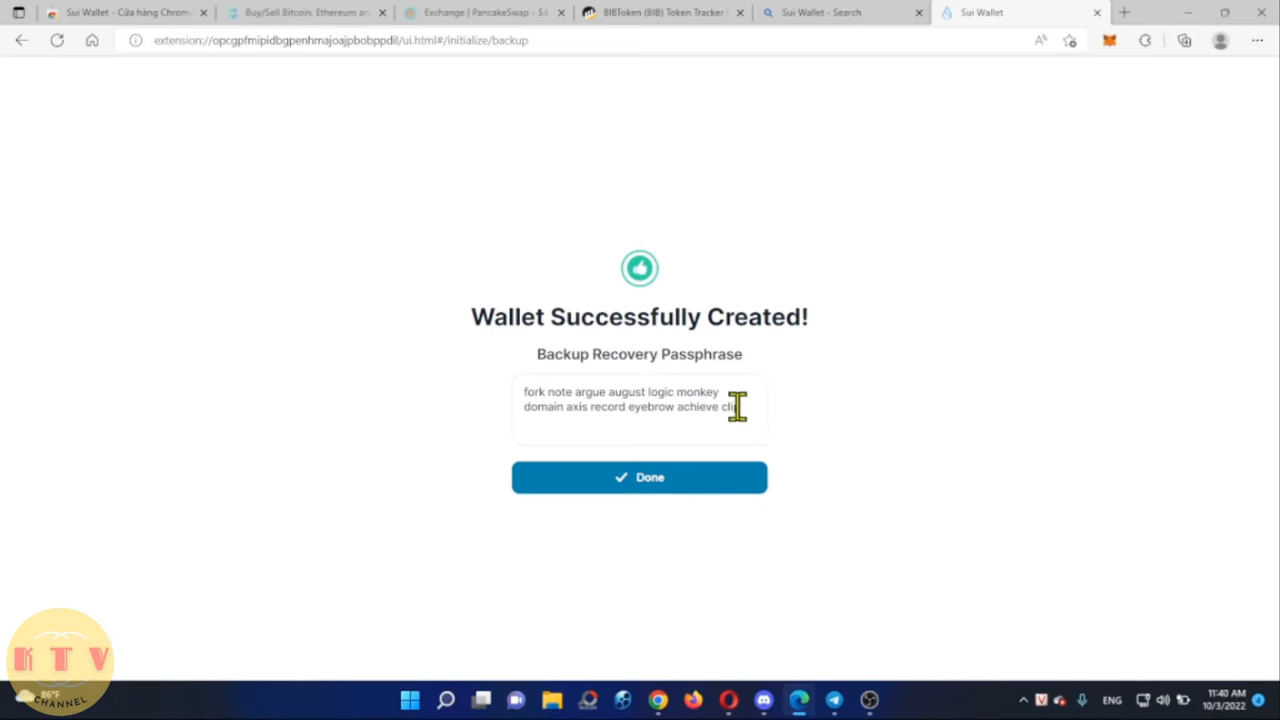 Sui Wallet - Cửa hàng Chrom
Buy/Sell Bitcoin, Ethereum an
Exchange | PancakeSwap - $4.
BIBToken (BIB) Token Tracker
Sui Wallet - Search
Sui Wallet
extension://opcgpfmipidbgpenhmajoajpbobppdil/ui.html#/initialize/backup
Wallet Successfully Created!
Backup Recovery Passphrase
fork note argue august logic monkey
domain axis record eyebrow achieve
Done
KTV
CHANNEL
86°F
ENG
11:40 AM
10/3/2022